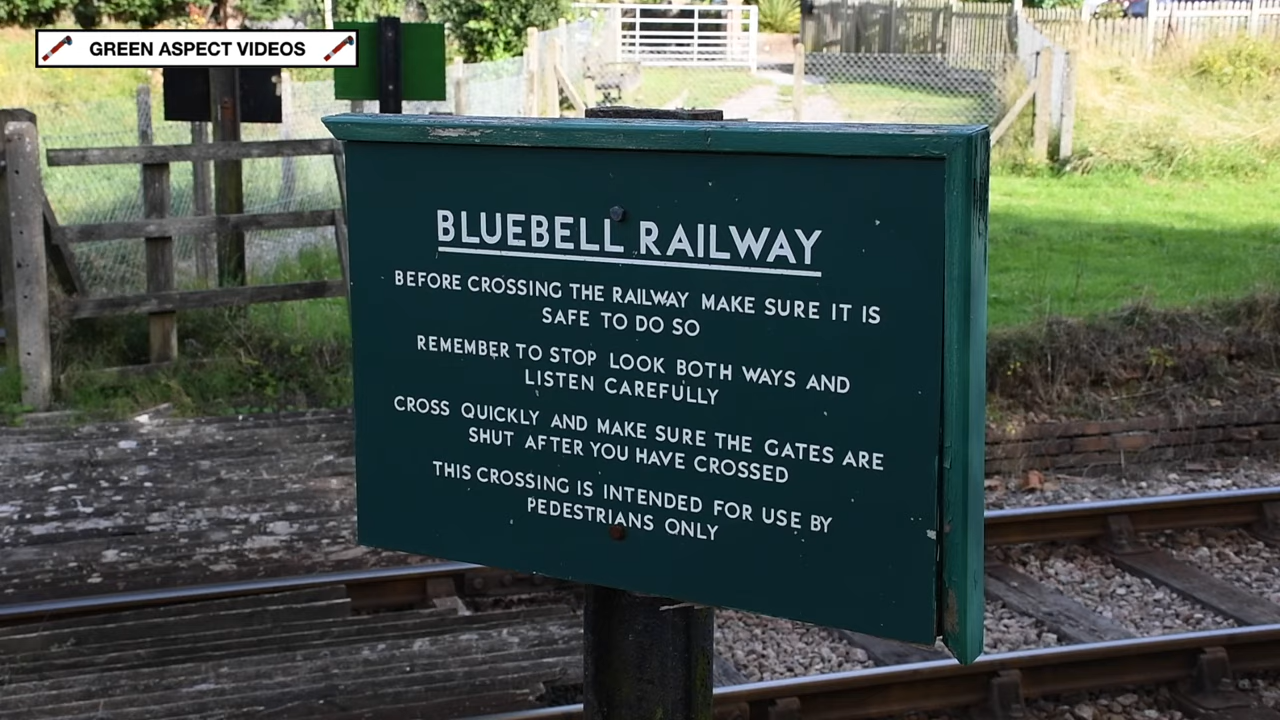 GREEN ASPECT VIDEOS
BLUEBELL RAILWAY
BEFORE CROSSING THE RAILWAY MAKE SURE IT IS
SAFE TO DO SO
REMEMBER TO STOP LOOK BOTH WAYS AND
LISTEN CAREFULLY
CROSS QUICKLY AND MAKE SURE THE GATES ARE
SHUT AFTER YOU HAVE CROSSED
THIS CROSSING IS INTENDED FOR USE BY
PEDESTRIANS ONLY